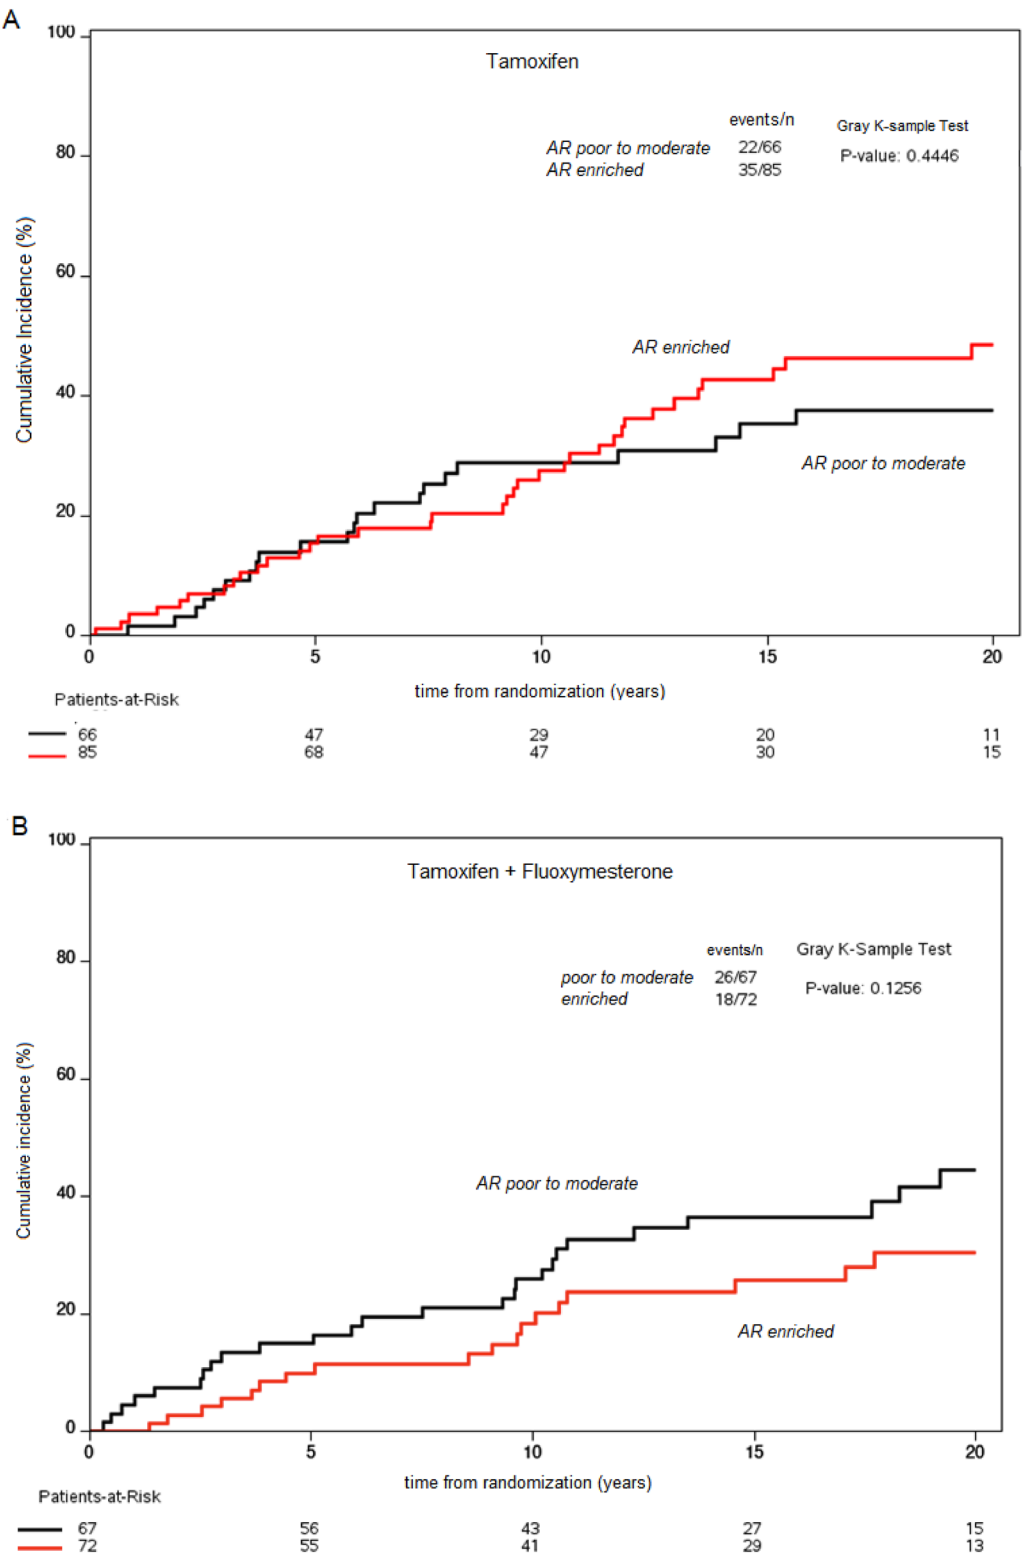 A
Tamoxifen
events/n Gray K-sample Test
AR poor to moderate 22/66 P-value: 0.4446
AR enriched 35/85
Cumulative Incidence (%)
100
80
60
40
20
0
AR enriched
AR poor to moderate
0 5 10 15 20
time from randomization (years)
Patients-at-Risk
66 47 29 20 11
85 68 47 30 15
B
Tamoxifen + Fluoxymesterone
events/n Gray K-Sample Test
poor to moderate 26/67 P-value: 0.1256
enriched 18/72
Cumulative incidence (%)
100
80
60
40
20
0
AR poor to moderate
AR enriched
0 5 10 15 20
time from randomization (years)
Patients-at-Risk
67 56 43 27 15
72 55 41 29 13